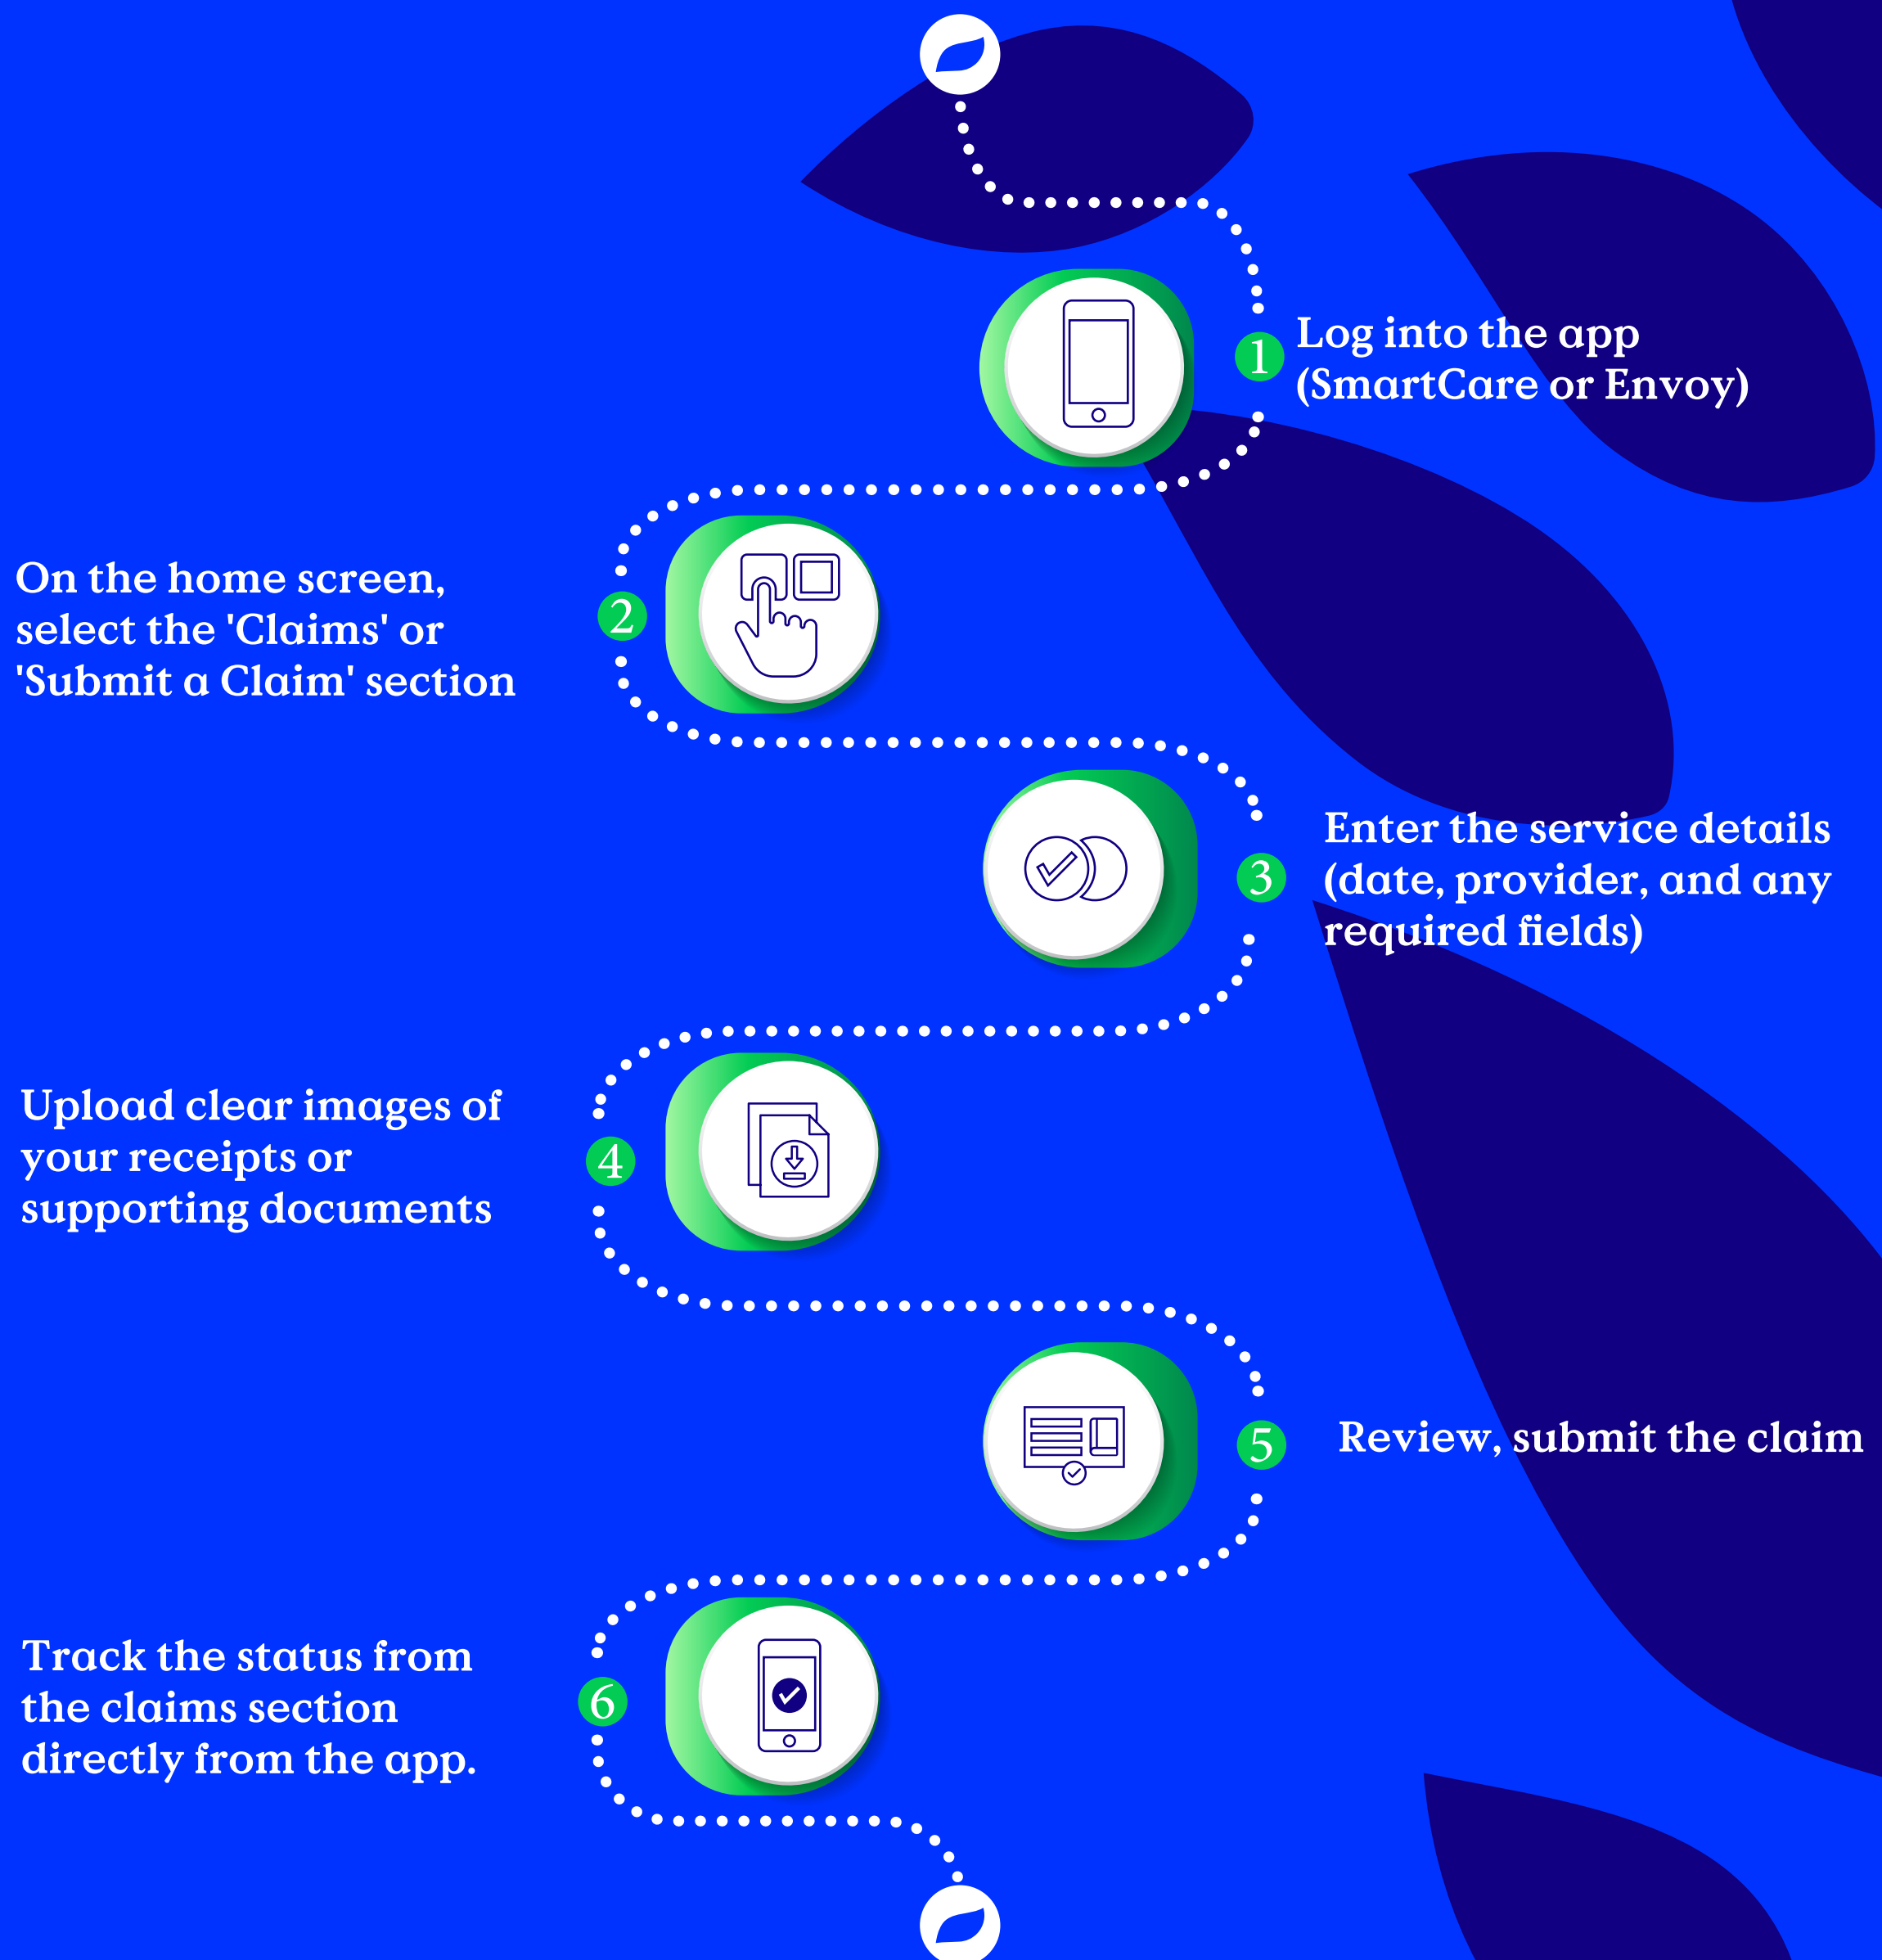 1
Log into the app
(SmartCare or Envoy)
2
On the home screen,
select the 'Claims' or
'Submit a Claim' section
3
Enter the service details
(date, provider, and any
required fields)
4
Upload clear images of
your receipts or
supporting documents
5
Review, submit the claim
6
Track the status from
the claims section
directly from the app.